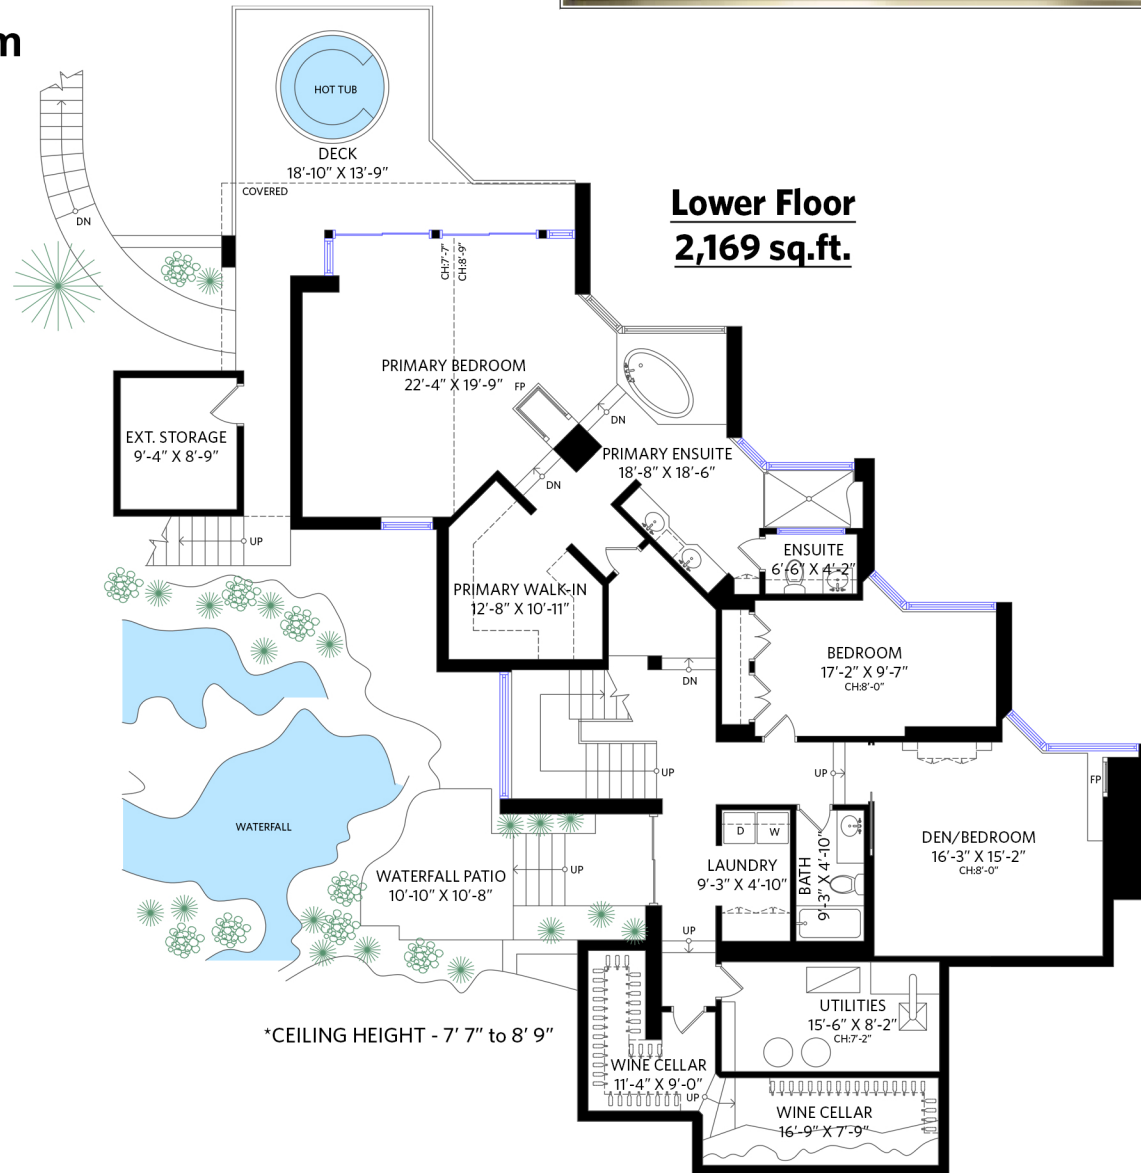 m
HOT TUB
DECK
18'-10" X 13'-9"
COVERED
DN
Lower Floor
2,169 sq.ft.
CH:7'-7"
CH:8'-9"
PRIMARY BEDROOM
22'-4" X 19'-9"
FP
DN
EXT. STORAGE
9'-4" X 8'-9"
PRIMARY ENSUITE
18'-8" X 18'-6"
DN
UP
ENSUITE
6'-6" X 4'-2"
PRIMARY WALK-IN
12'-8" X 10'-11"
BEDROOM
17'-2" X 9'-7"
CH:8'-0"
DN
UP
UP
FP
WATERFALL
D
W
DEN/BEDROOM
16'-3" X 15'-2"
CH:8'-0"
LAUNDRY
9'-3" X 4'-10"
BATH
9'-3" X 4'-10"
UP
WATERFALL PATIO
10'-10" X 10'-8"
UP
UTILITIES
15'-6" X 8'-2"
CH:7'-2"
*CEILING HEIGHT - 7' 7" to 8' 9"
WINE CELLAR
11'-4" X 9'-0"
UP
WINE CELLAR
16'-9" X 7'-9"